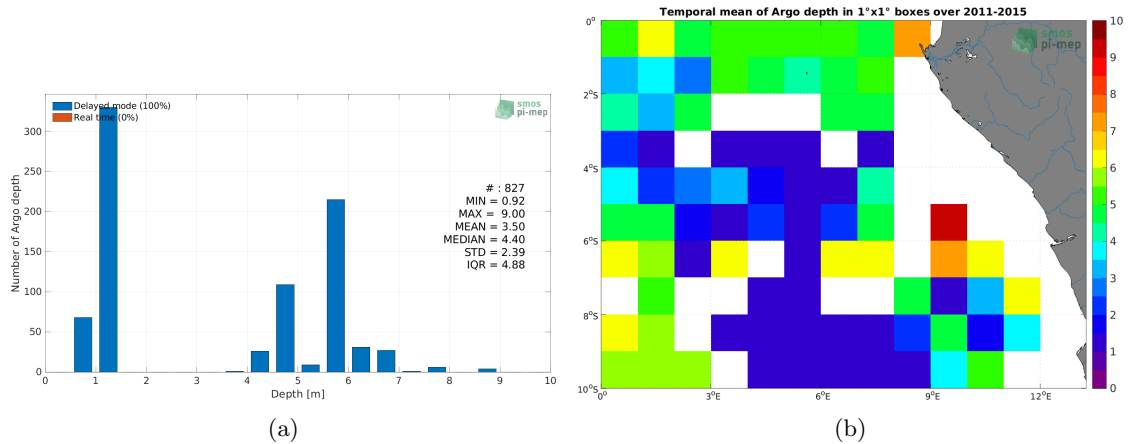 Delayed mode (100%)
Real time (0%)
smos
pi-mep
Number of Argo depth
300
250
200
150
100
50
0
# : 827
MIN = 0.92
MAX = 9.00
MEAN = 3.50
MEDIAN = 4.40
STD = 2.39
IQR = 4.88
0 1 2 3 4 5 6 7 8 9 10
Depth [m]
(a)
Temporal mean of Argo depth in 1°x1° boxes over 2011-2015
smos
pi-mep
0°
2°S
4°S
6°S
8°S
10°S
0° 3°E 6°E 9°E 12°E
10
9
8
7
6
5
4
3
2
1
0
(b)